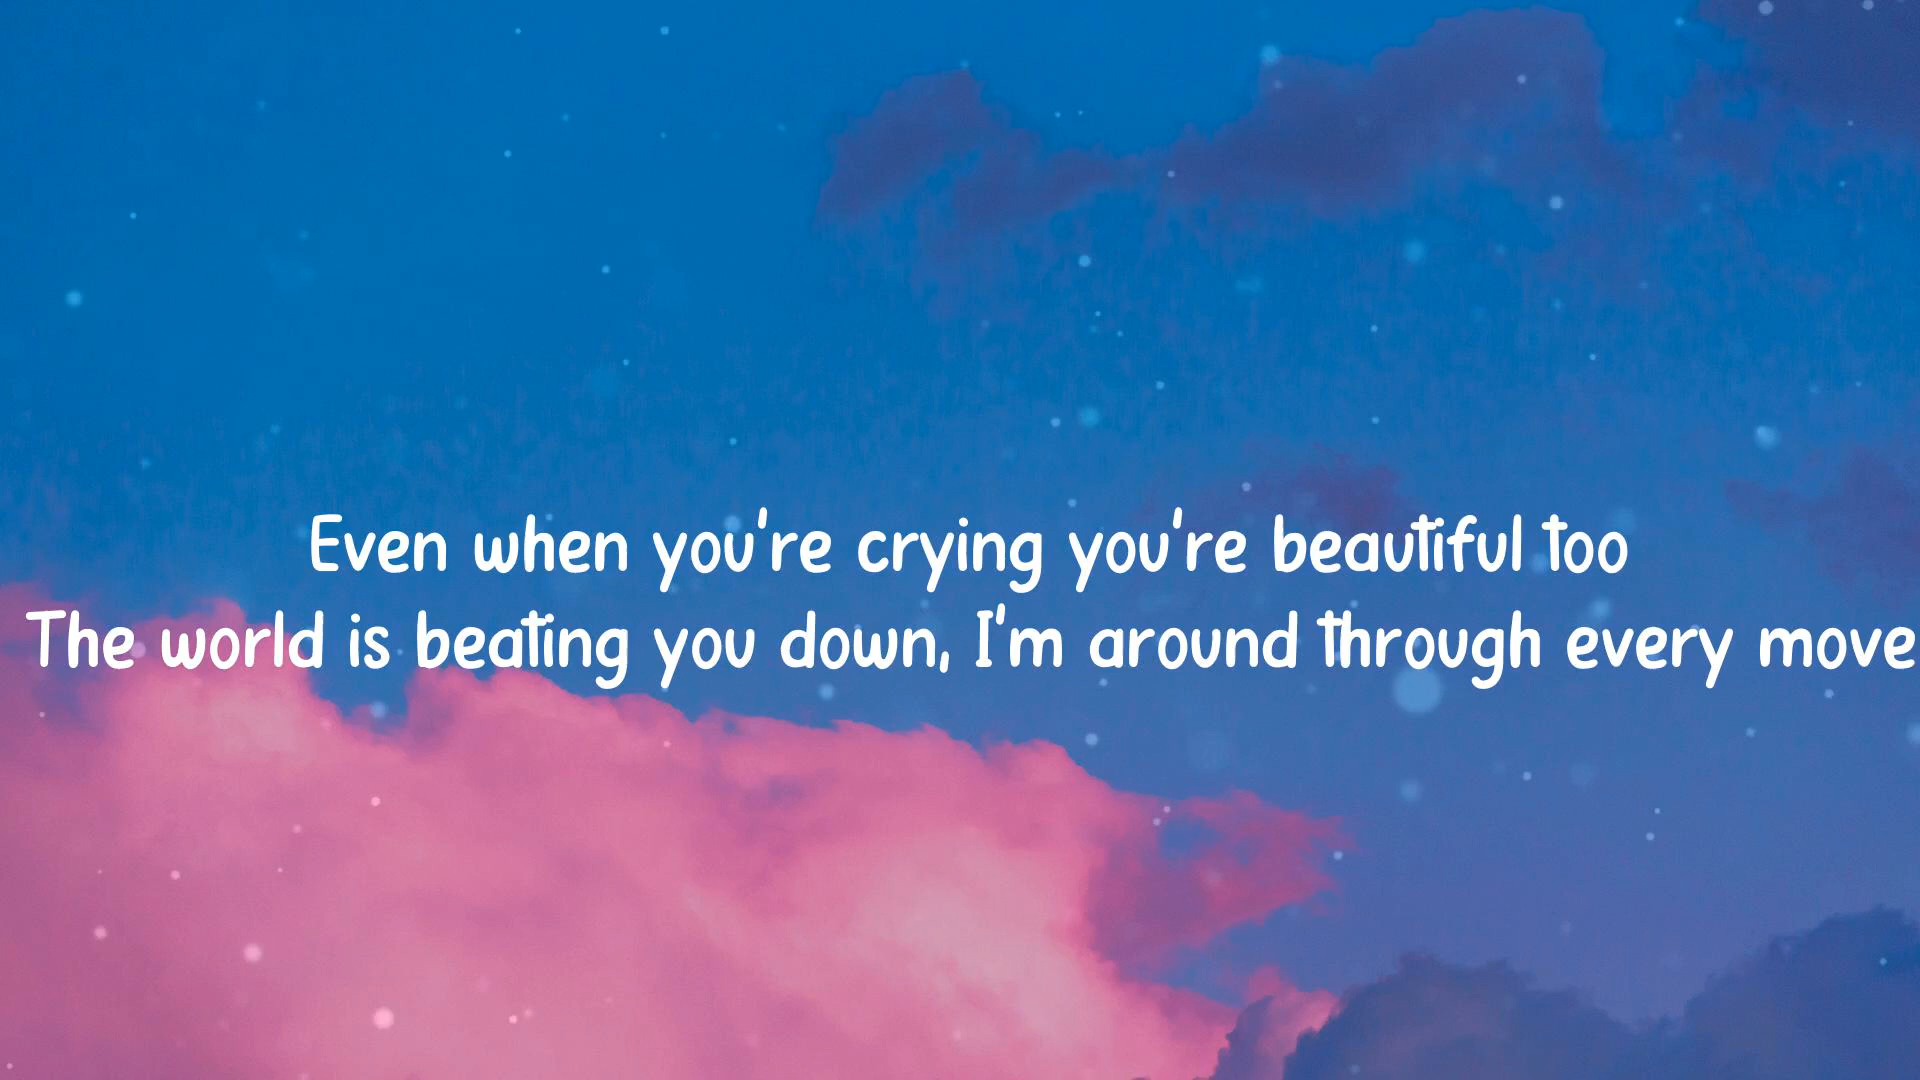 Even when you're crying you're beautiful too
The world is beating you down, I'm around through every move